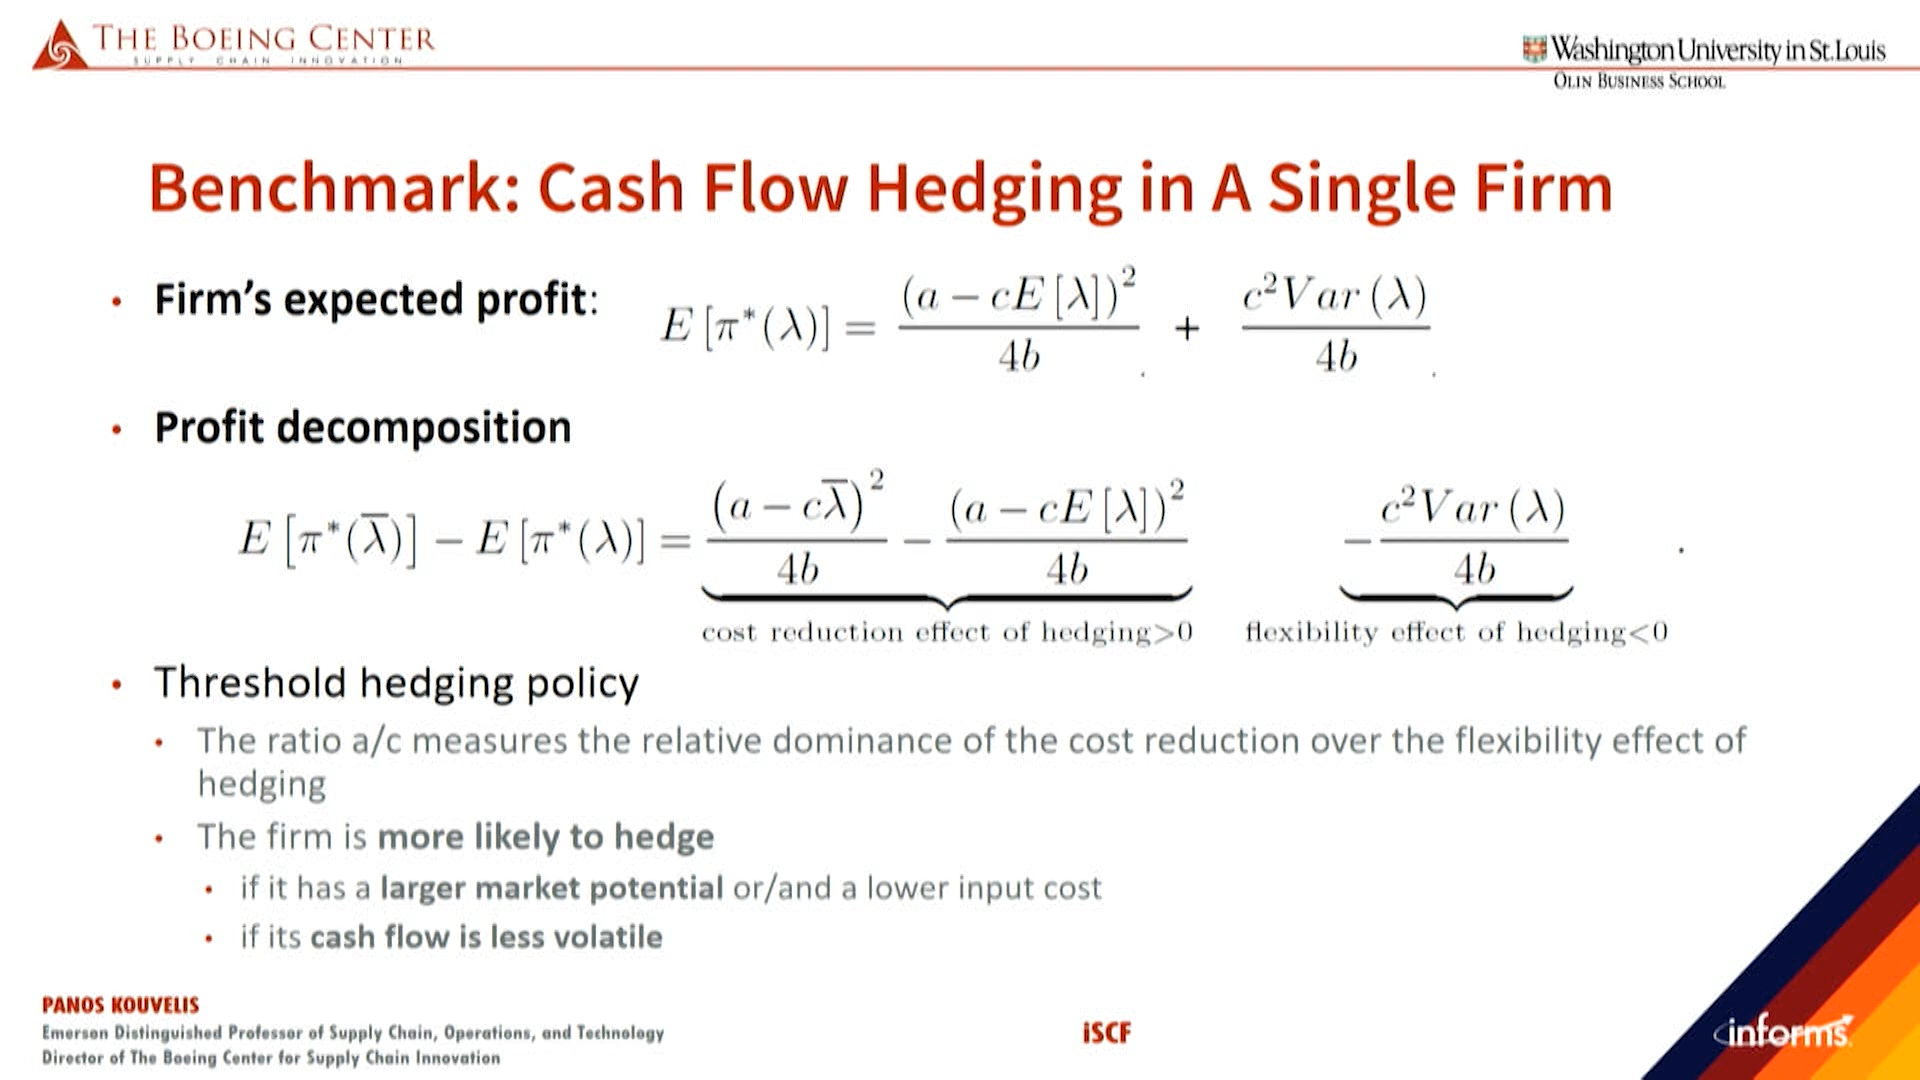 THE BOEING CENTER
SUPPLY CHAIN INNOVATION
Washington University in St.Louis
OLIN BUSINESS SCHOOL
Benchmark: Cash Flow Hedging in A Single Firm
• Firm's expected profit: E[π*(λ)] = (a − cE[λ])² / 4b + c²Var(λ) / 4b
• Profit decomposition
E[π*(λ̅)] − E[π*(λ)] = (a − cλ̅)² / 4b − (a − cE[λ])² / 4b − c²Var(λ) / 4b .
cost reduction effect of hedging>0 flexibility effect of hedging<0
• Threshold hedging policy
• The ratio a/c measures the relative dominance of the cost reduction over the flexibility effect of
hedging
• The firm is more likely to hedge
• if it has a larger market potential or/and a lower input cost
• if its cash flow is less volatile
PANOS KOUVELIS
Emerson Distinguished Professor of Supply Chain, Operations, and Technology
Director of The Boeing Center for Supply Chain Innovation
iSCF
informs